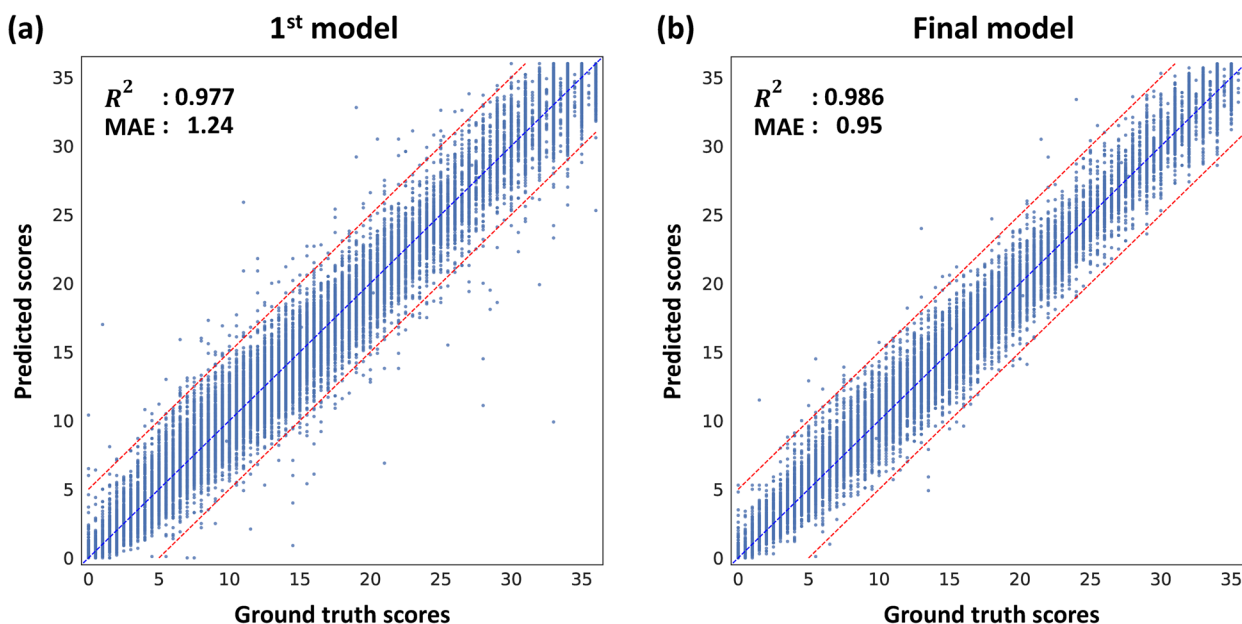 (a)
1st model
R² : 0.977
MAE : 1.24
35
30
25
20
15
10
5
0
Predicted scores
0 5 10 15 20 25 30 35
Ground truth scores
(b)
Final model
R² : 0.986
MAE : 0.95
35
30
25
20
15
10
5
0
Predicted scores
0 5 10 15 20 25 30 35
Ground truth scores